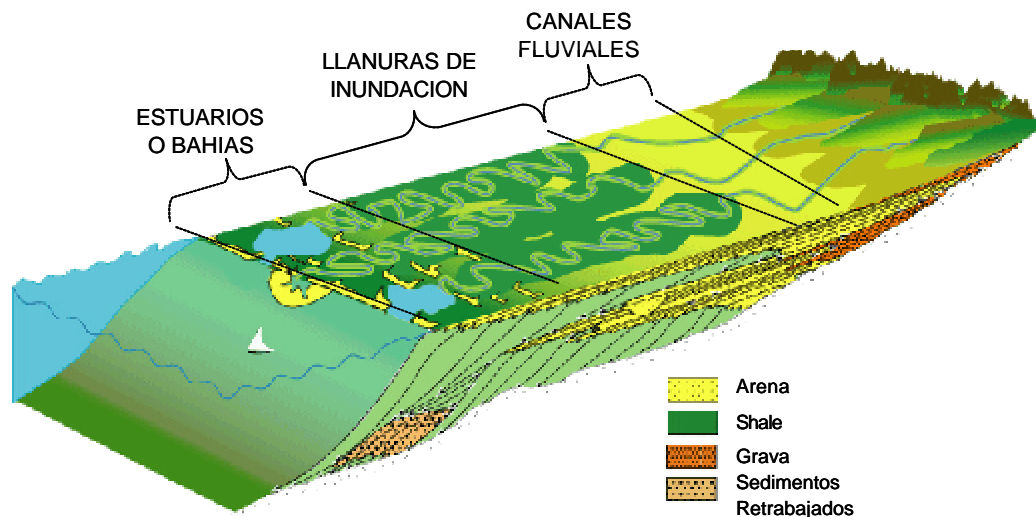 CANALES
FLUVIALES
LLANURAS DE
INUNDACION
ESTUARIOS
O BAHIAS
Arena
Shale
Grava
Sedimentos
Retrabajados